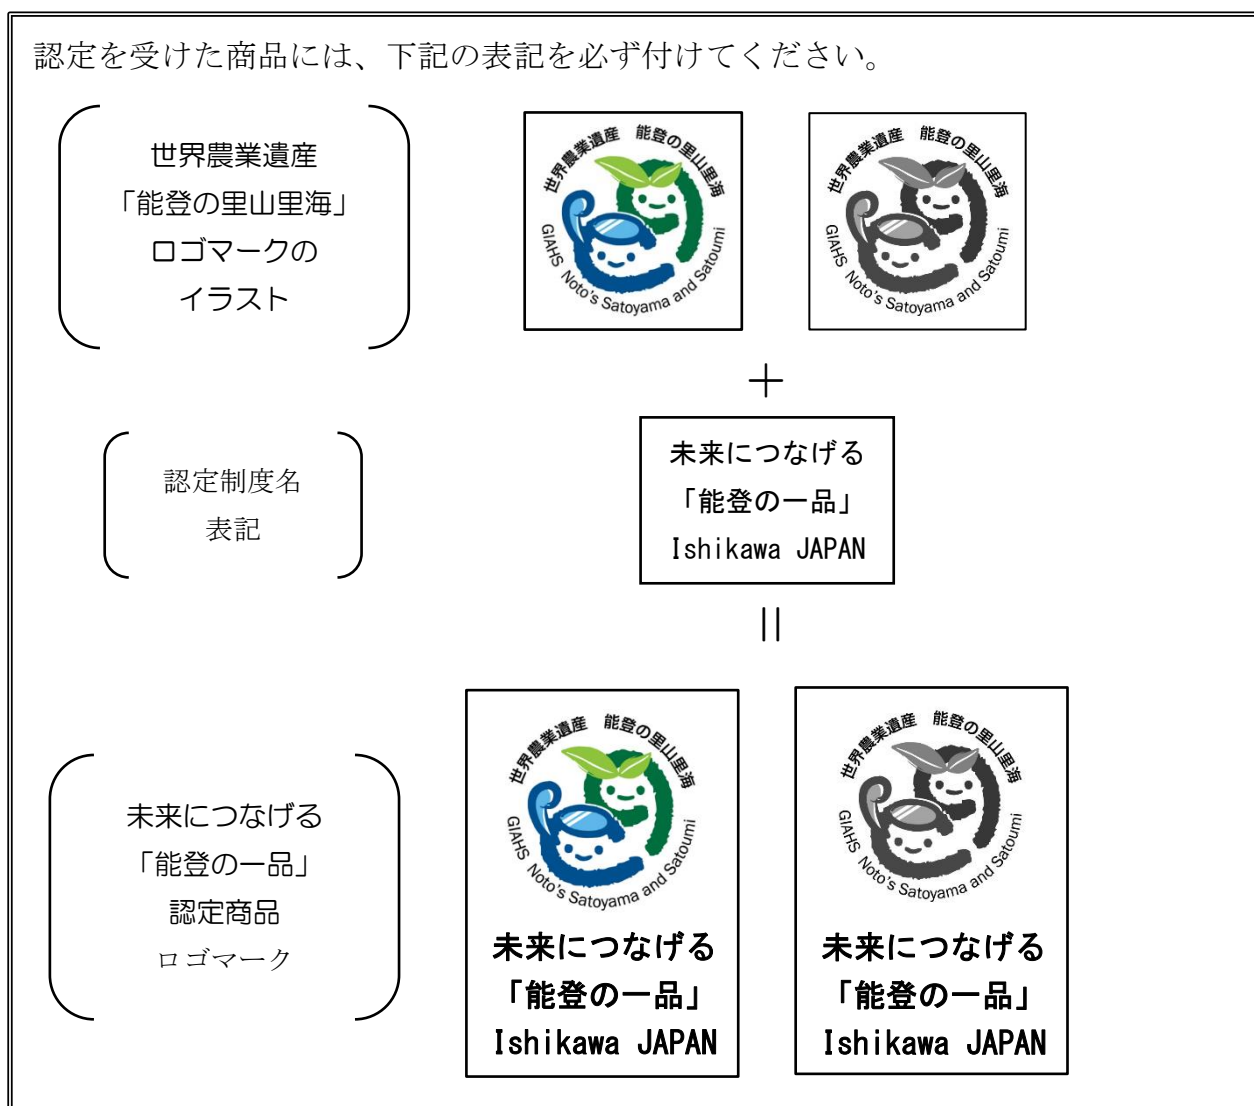 認定を受けた商品には、下記の表記を必ず付けてください。
世界農業遺産
「能登の里山里海」
ロゴマークの
イラスト
世界農業遺産 能登の里山里海
GIAHS Noto's Satoyama and Satoumi
世界農業遺産 能登の里山里海
GIAHS Noto's Satoyama and Satoumi
＋
認定制度名
表記
未来につなげる
「能登の一品」
Ishikawa JAPAN
＝
未来につなげる
「能登の一品」
認定商品
ロゴマーク
世界農業遺産 能登の里山里海
GIAHS Noto's Satoyama and Satoumi
未来につなげる
「能登の一品」
Ishikawa JAPAN
世界農業遺産 能登の里山里海
GIAHS Noto's Satoyama and Satoumi
未来につなげる
「能登の一品」
Ishikawa JAPAN